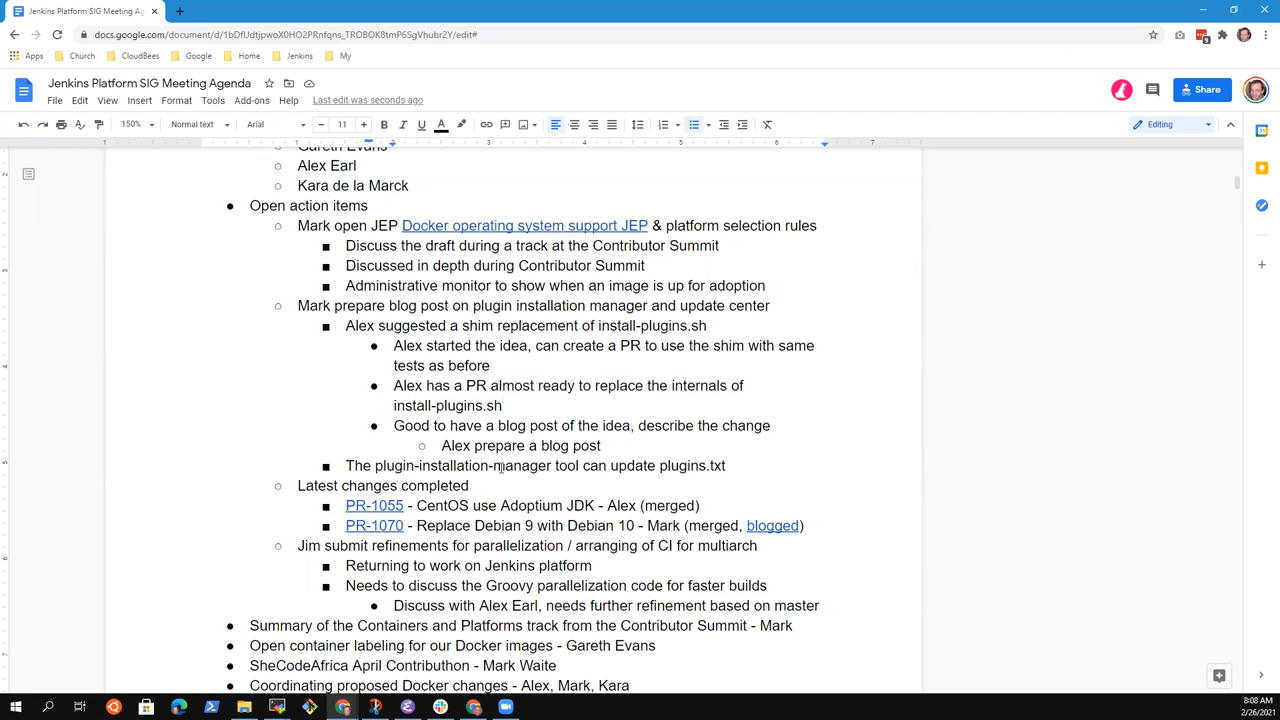 Jenkins Platform SIG Meeting Age
docs.google.com/document/d/1bDfUdtjpwoX0HO2PRnfqns_TROBOK8tmP6SgVhubr2Y/edit#
Apps Church CloudBees Google Home Jenkins My
Jenkins Platform SIG Meeting Agenda
File Edit View Insert Format Tools Add-ons Help Last edit was seconds ago
Share
150% Normal text Arial 11 B I U A Editing
1 2 3 4 5 6 7
Gareth Evans
Alex Earl
Kara de la Marck
Open action items
Mark open JEP Docker operating system support JEP & platform selection rules
Discuss the draft during a track at the Contributor Summit
Discussed in depth during Contributor Summit
Administrative monitor to show when an image is up for adoption
Mark prepare blog post on plugin installation manager and update center
Alex suggested a shim replacement of install-plugins.sh
Alex started the idea, can create a PR to use the shim with same
tests as before
Alex has a PR almost ready to replace the internals of
install-plugins.sh
Good to have a blog post of the idea, describe the change
Alex prepare a blog post
The plugin-installation-manager tool can update plugins.txt
Latest changes completed
PR-1055 - CentOS use Adoptium JDK - Alex (merged)
PR-1070 - Replace Debian 9 with Debian 10 - Mark (merged, blogged)
Jim submit refinements for parallelization / arranging of CI for multiarch
Returning to work on Jenkins platform
Needs to discuss the Groovy parallelization code for faster builds
Discuss with Alex Earl, needs further refinement based on master
Summary of the Containers and Platforms track from the Contributor Summit - Mark
Open container labeling for our Docker images - Gareth Evans
SheCodeAfrica April Contributhon - Mark Waite
Coordinating proposed Docker changes - Alex, Mark, Kara
8:08 AM
2/26/2021